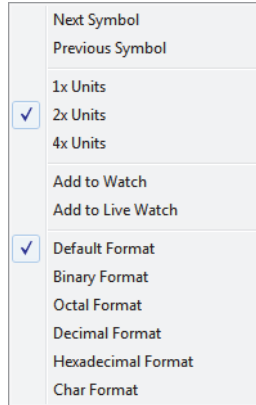 Next Symbol
Previous Symbol
1x Units
2x Units
4x Units
Add to Watch
Add to Live Watch
Default Format
Binary Format
Octal Format
Decimal Format
Hexadecimal Format
Char Format